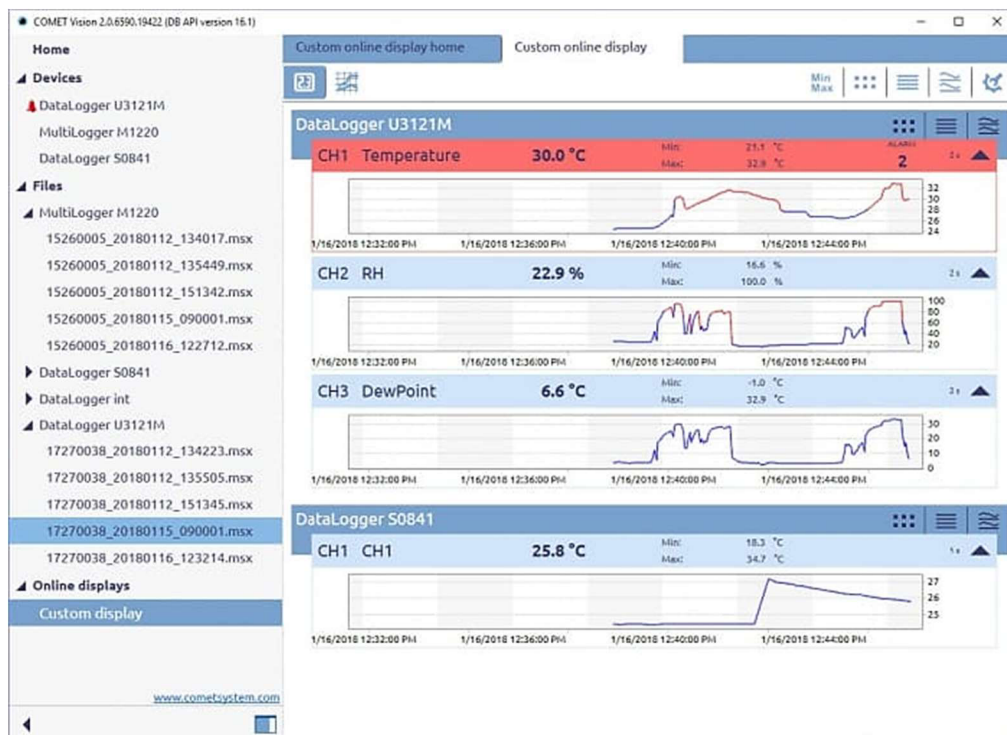 COMET Vision 2.0.6590.19422 (DB API version 16.1)
Home
Devices
DataLogger U3121M
MultiLogger M1220
DataLogger S0841
Files
MultiLogger M1220
15260005_20180112_134017.msx
15260005_20180112_135449.msx
15260005_20180112_151342.msx
15260005_20180115_090001.msx
15260005_20180116_122712.msx
DataLogger S0841
DataLogger int
DataLogger U3121M
17270038_20180112_134223.msx
17270038_20180112_135505.msx
17270038_20180112_151345.msx
17270038_20180115_090001.msx
17270038_20180116_123214.msx
Online displays
Custom display
www.cometsystem.com
Custom online display home
Custom online display
Min
Max
DataLogger U3121M
CH1 Temperature 30.0 °C
Min: 21.1 °C
Max: 32.9 °C
ALARMS
2
2 s
32
30
28
26
24
1/16/2018 12:32:00 PM 1/16/2018 12:36:00 PM 1/16/2018 12:40:00 PM 1/16/2018 12:44:00 PM
CH2 RH 22.9 %
Min: 16.6 %
Max: 100.0 %
2 s
100
80
60
40
20
1/16/2018 12:32:00 PM 1/16/2018 12:36:00 PM 1/16/2018 12:40:00 PM 1/16/2018 12:44:00 PM
CH3 DewPoint 6.6 °C
Min: -1.0 °C
Max: 32.9 °C
2 s
30
20
10
0
1/16/2018 12:32:00 PM 1/16/2018 12:36:00 PM 1/16/2018 12:40:00 PM 1/16/2018 12:44:00 PM
DataLogger S0841
CH1 CH1 25.8 °C
Min: 18.3 °C
Max: 34.7 °C
1 s
27
26
25
1/16/2018 12:32:00 PM 1/16/2018 12:36:00 PM 1/16/2018 12:40:00 PM 1/16/2018 12:44:00 PM